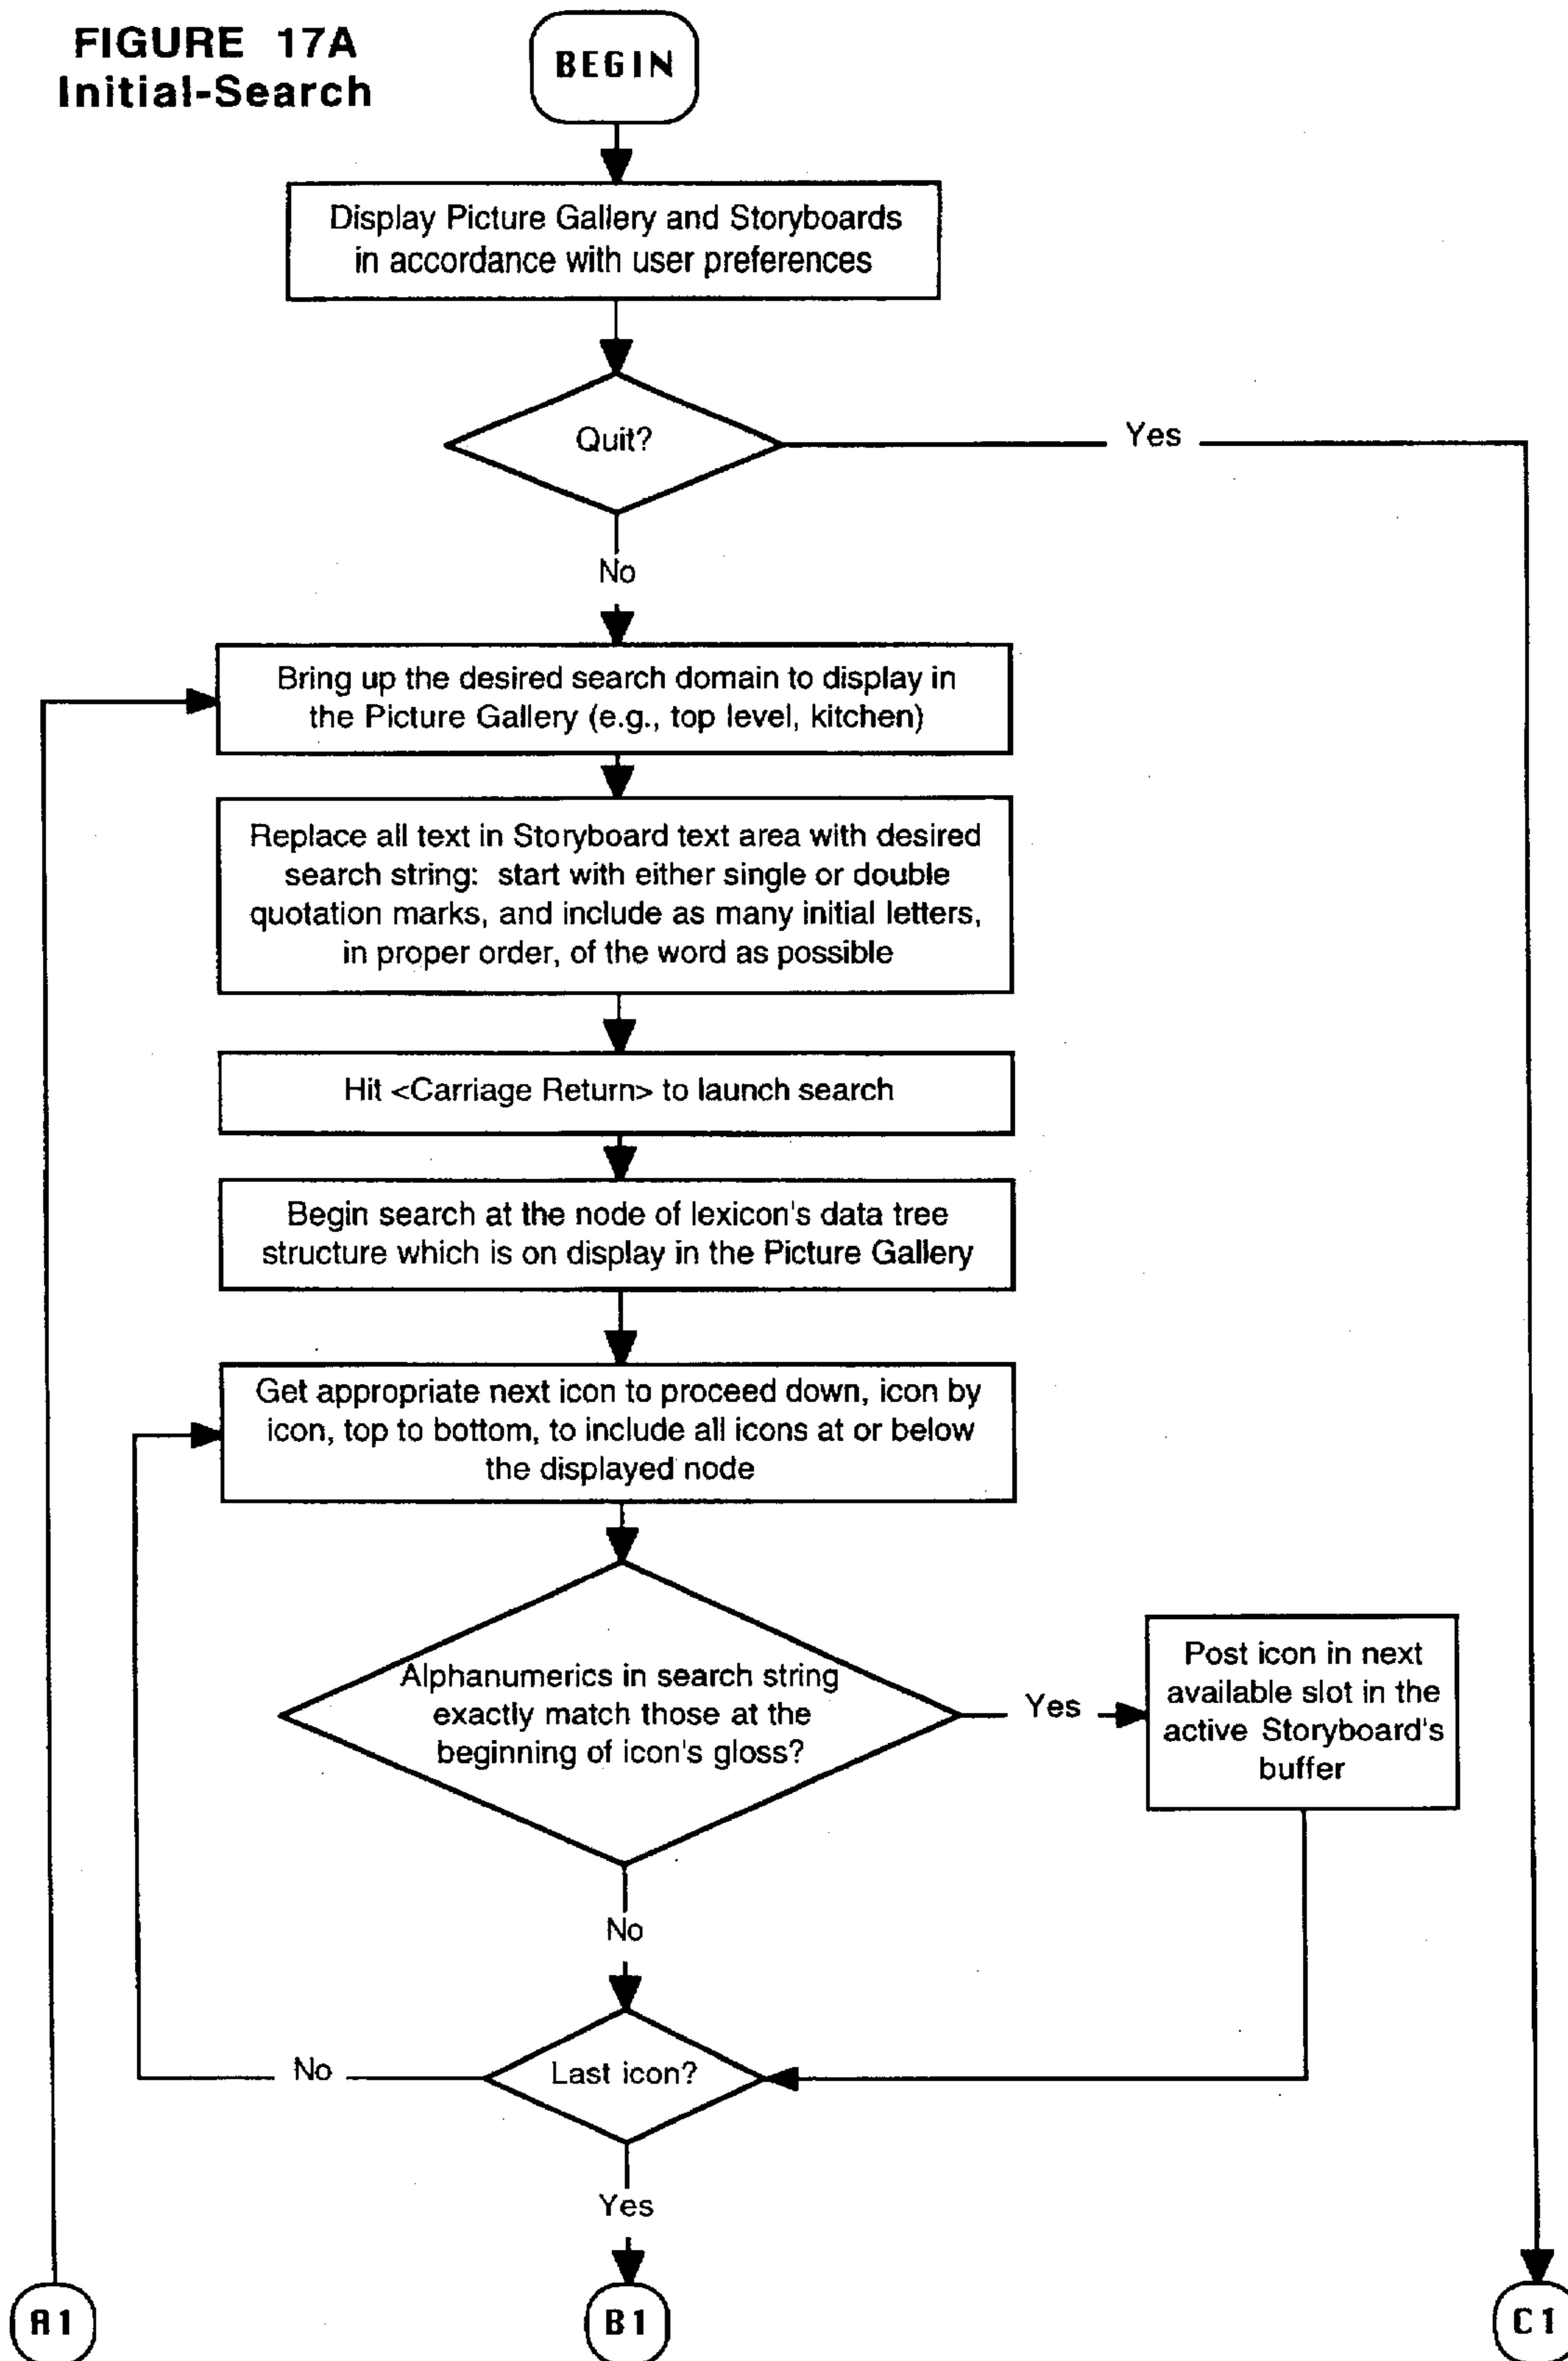 FIGURE 17A
Initial-Search
BEGIN
Display Picture Gallery and Storyboards
in accordance with user preferences
Quit?
Yes
No
Bring up the desired search domain to display in
the Picture Gallery (e.g., top level, kitchen)
Replace all text in Storyboard text area with desired
search string: start with either single or double
quotation marks, and include as many initial letters,
in proper order, of the word as possible
Hit <Carriage Return> to launch search
Begin search at the node of lexicon's data tree
structure which is on display in the Picture Gallery
Get appropriate next icon to proceed down, icon by
icon, top to bottom, to include all icons at or below
the displayed node
Alphanumerics in search string
exactly match those at the
beginning of icon's gloss?
Yes
Post icon in next
available slot in the
active Storyboard's
buffer
No
Last icon?
No
Yes
A1
B1
C1